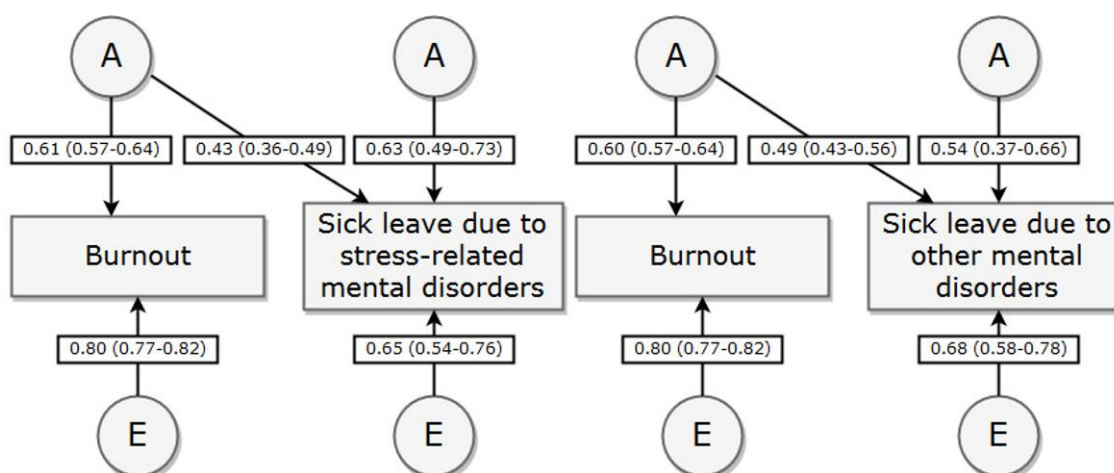 A
A
A
A
0.61 (0.57-0.64)
0.43 (0.36-0.49)
0.63 (0.49-0.73)
0.60 (0.57-0.64)
0.49 (0.43-0.56)
0.54 (0.37-0.66)
Burnout
Sick leave due to
stress-related
mental disorders
Burnout
Sick leave due to
other mental
disorders
0.80 (0.77-0.82)
0.65 (0.54-0.76)
0.80 (0.77-0.82)
0.68 (0.58-0.78)
E
E
E
E